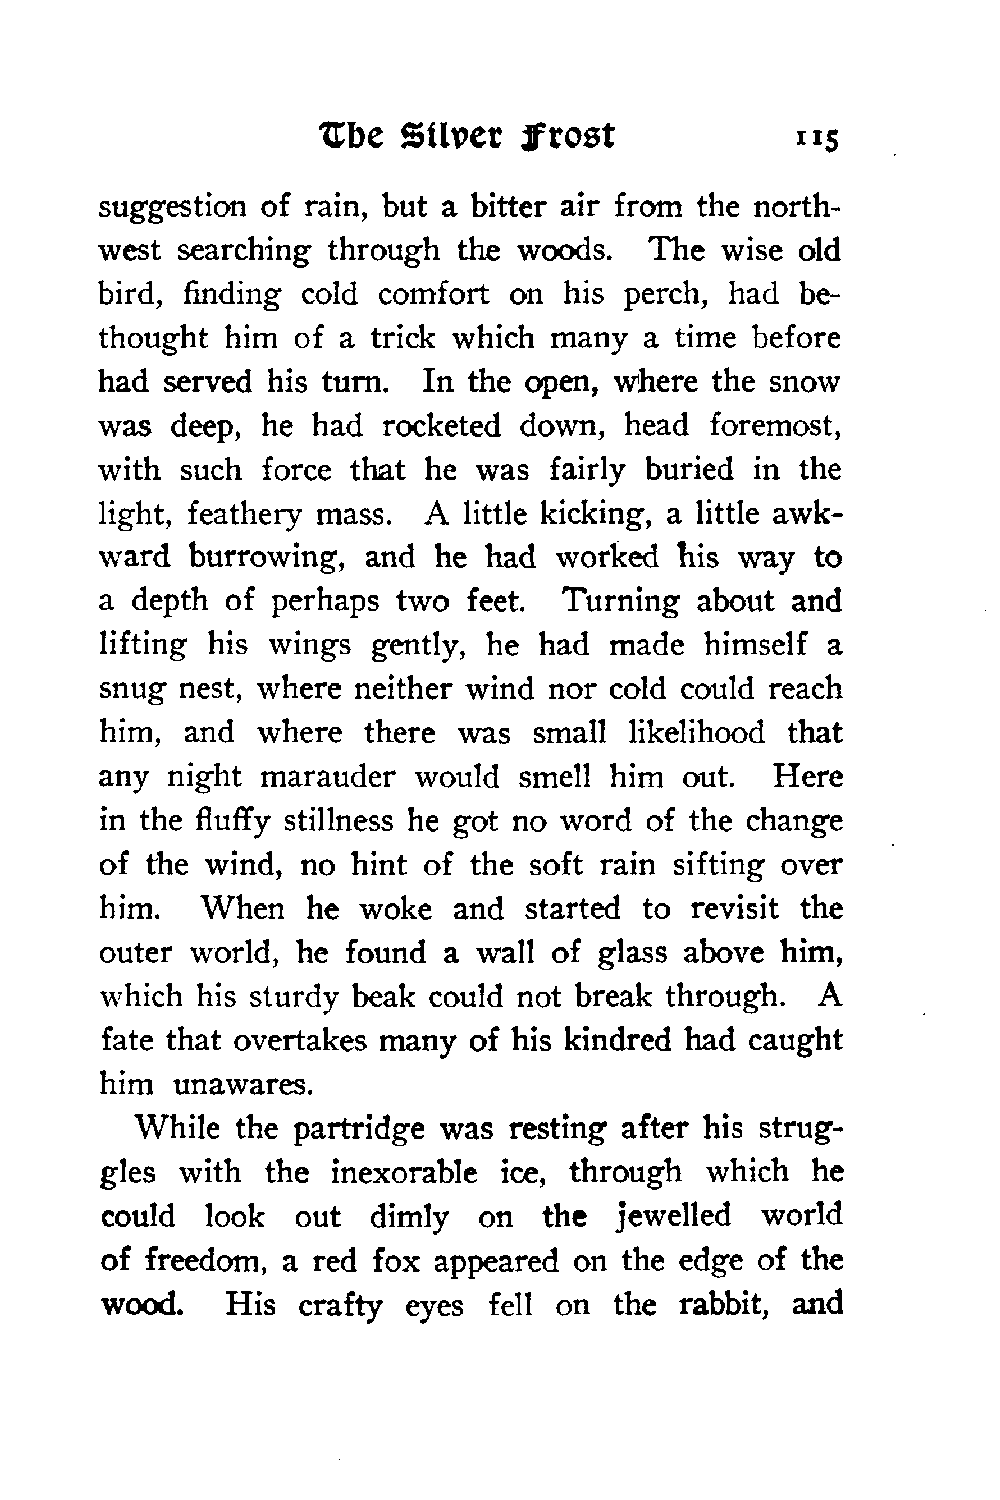 The Silver Frost 115
suggestion of rain, but a bitter air from the north-
west searching through the woods. The wise old
bird, finding cold comfort on his perch, had be-
thought him of a trick which many a time before
had served his turn. In the open, where the snow
was deep, he had rocketed down, head foremost,
with such force that he was fairly buried in the
light, feathery mass. A little kicking, a little awk-
ward burrowing, and he had worked his way to
a depth of perhaps two feet. Turning about and
lifting his wings gently, he had made himself a
snug nest, where neither wind nor cold could reach
him, and where there was small likelihood that
any night marauder would smell him out. Here
in the fluffy stillness he got no word of the change
of the wind, no hint of the soft rain sifting over
him. When he woke and started to revisit the
outer world, he found a wall of glass above him,
which his sturdy beak could not break through. A
fate that overtakes many of his kindred had caught
him unawares.
While the partridge was resting after his strug-
gles with the inexorable ice, through which he
could look out dimly on the jewelled world
of freedom, a red fox appeared on the edge of the
wood. His crafty eyes fell on the rabbit, and